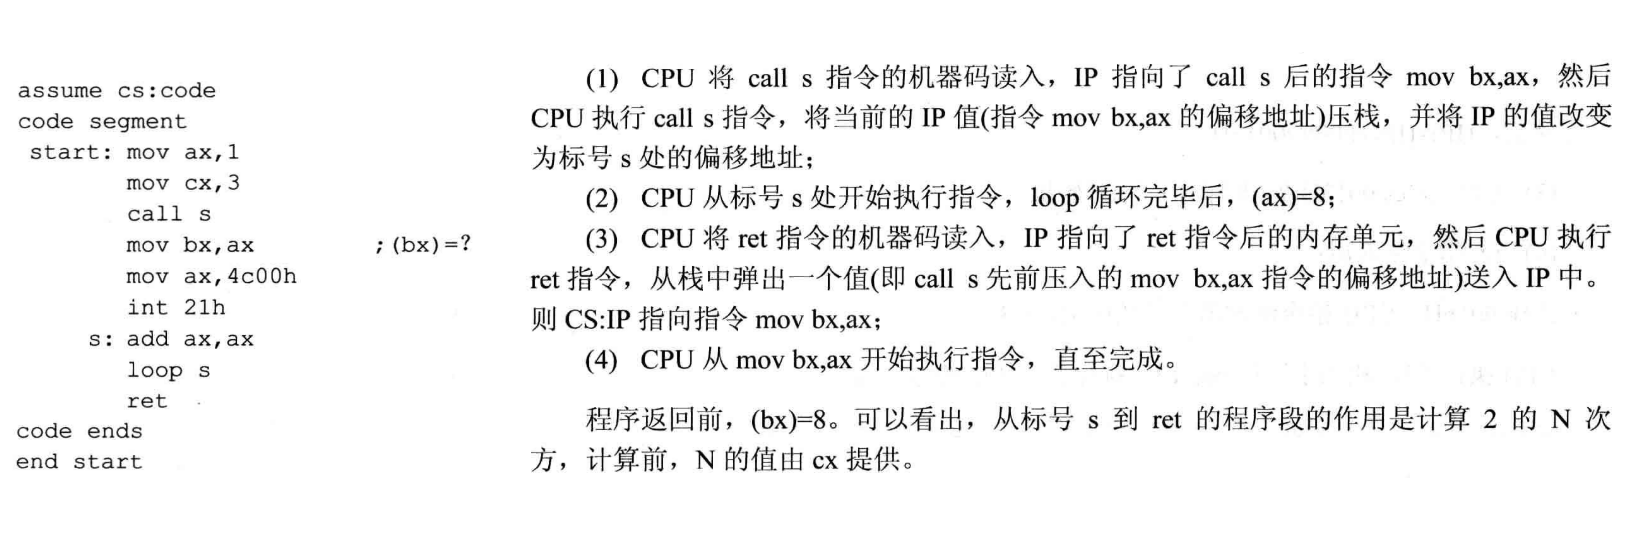 assume cs:code
code segment
start: mov ax,1
mov cx,3
call s
mov bx,ax ;(bx)=?
mov ax,4c00h
int 21h
s: add ax,ax
loop s
ret
code ends
end start
(1) CPU 将 call s 指令的机器码读入，IP 指向了 call s 后的指令 mov bx,ax，然后
CPU 执行 call s 指令，将当前的 IP 值(指令 mov bx,ax 的偏移地址)压栈，并将 IP 的值改变
为标号 s 处的偏移地址；
(2) CPU 从标号 s 处开始执行指令，loop 循环完毕后，(ax)=8；
(3) CPU 将 ret 指令的机器码读入，IP 指向了 ret 指令后的内存单元，然后 CPU 执行
ret 指令，从栈中弹出一个值(即 call s 先前压入的 mov bx,ax 指令的偏移地址)送入 IP 中。
则 CS:IP 指向指令 mov bx,ax；
(4) CPU 从 mov bx,ax 开始执行指令，直至完成。
程序返回前，(bx)=8。可以看出，从标号 s 到 ret 的程序段的作用是计算 2 的 N 次
方，计算前，N 的值由 cx 提供。